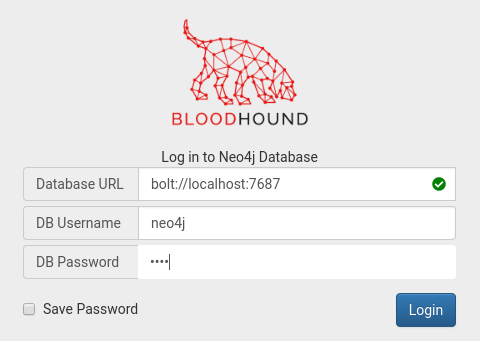 BLOODHOUND
Log in to Neo4j Database
Database URL bolt://localhost:7687
DB Username neo4j
DB Password ••••
Save Password
Login